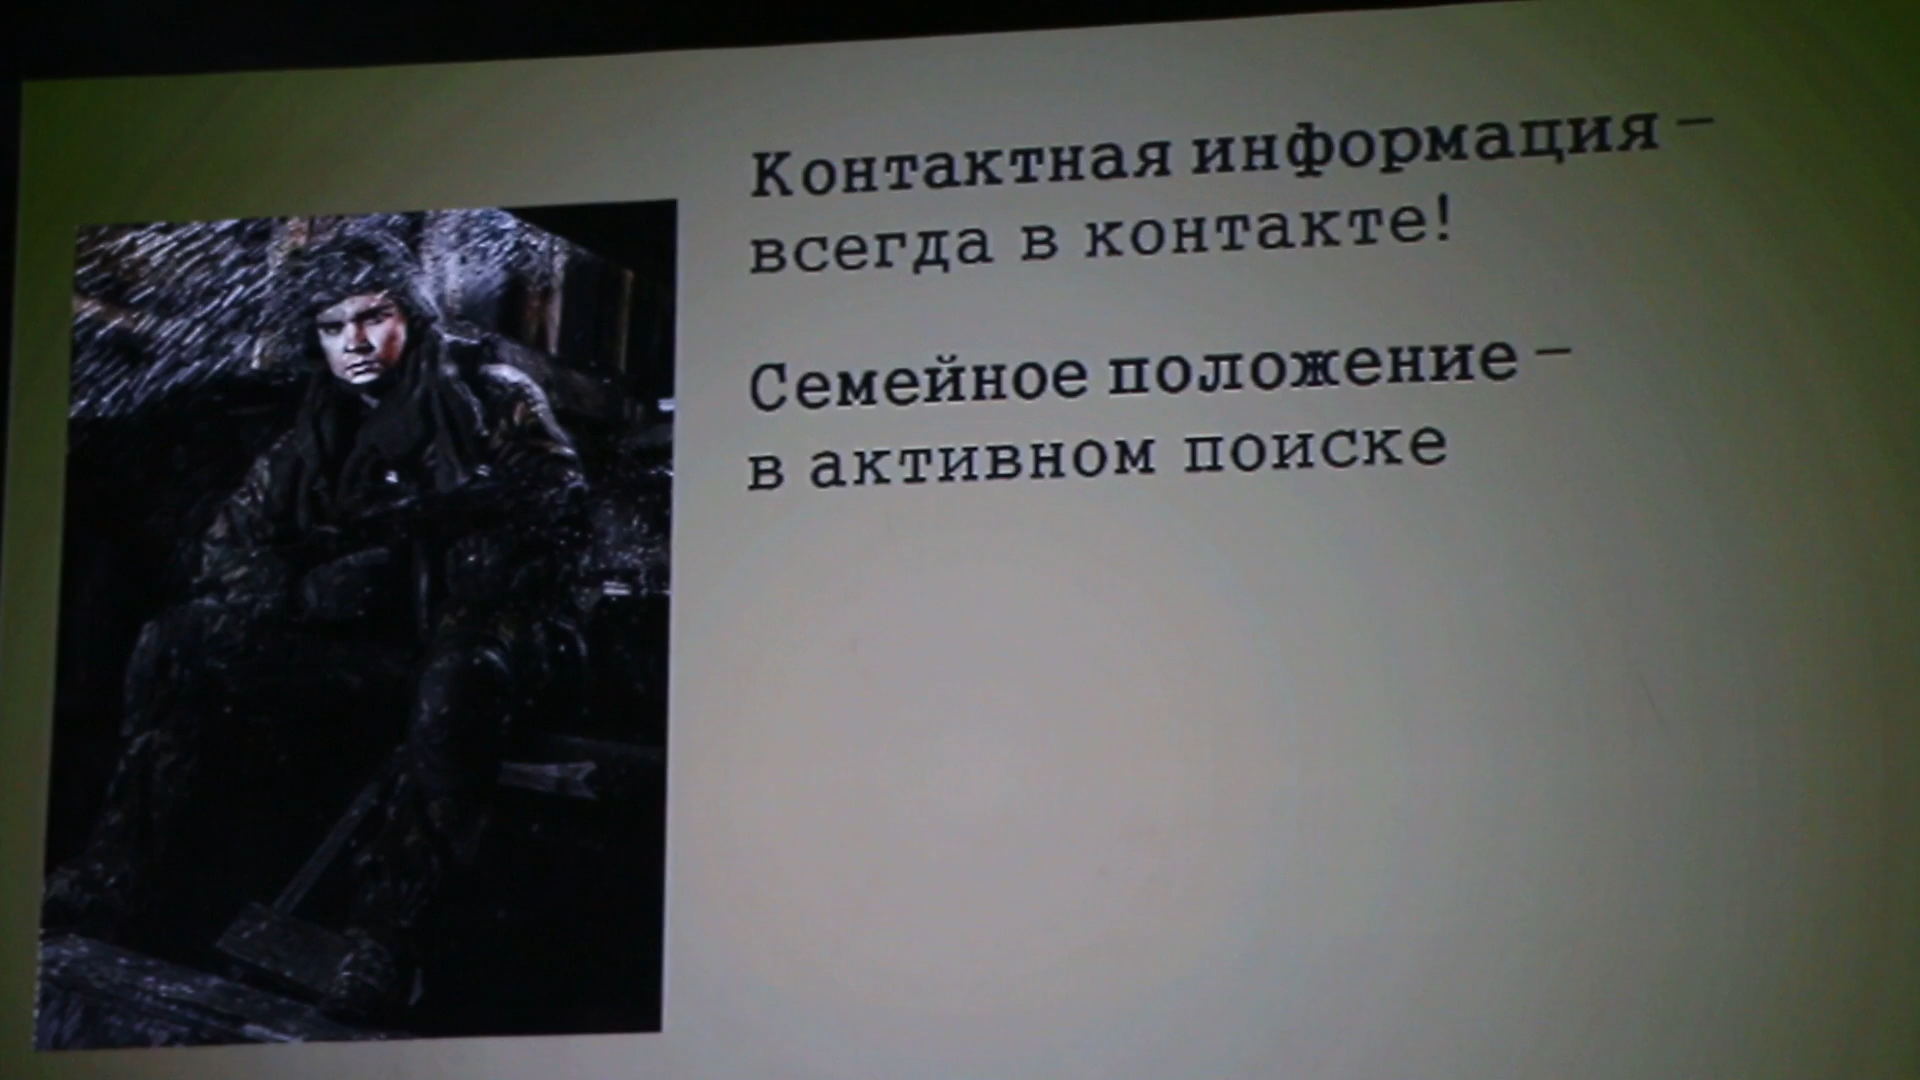 Контактная информация –
всегда в контакте!
Семейное положение –
в активном поиске